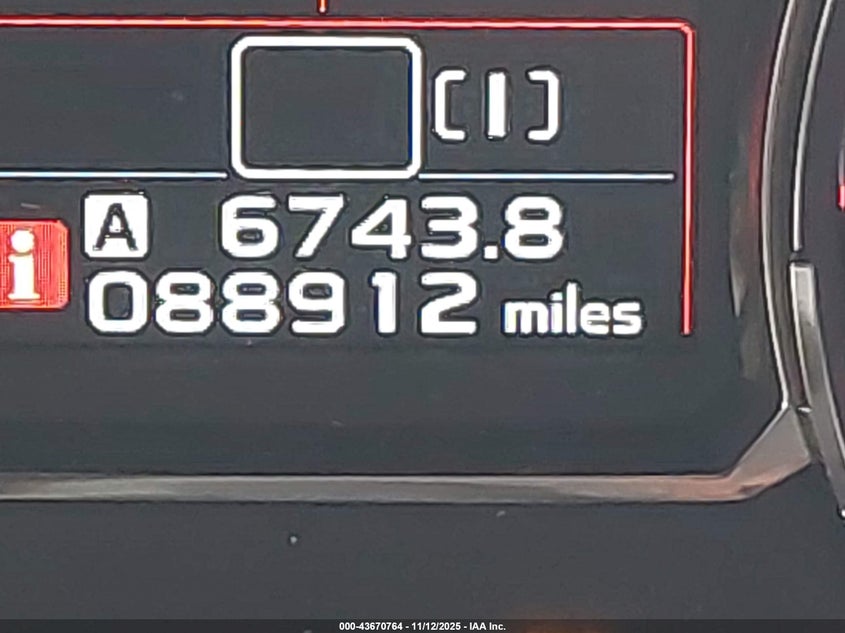 [I]
A 6743.8
i 088912 miles
000-43670764 - 11/12/2025 - IAA Inc.